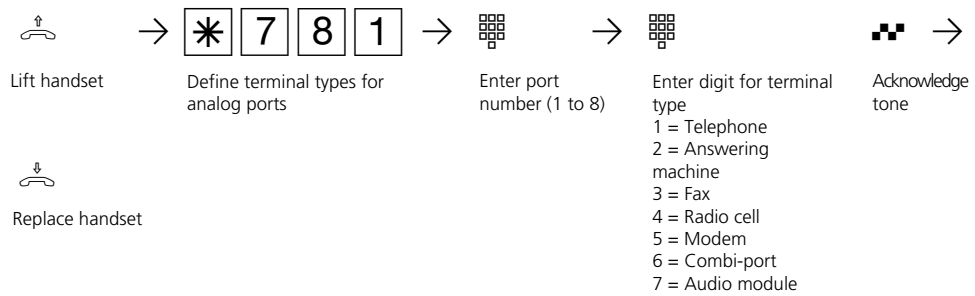 * 7 8 1
Lift handset
Define terminal types for
analog ports
Enter port
number (1 to 8)
Enter digit for terminal
type
1 = Telephone
2 = Answering
machine
3 = Fax
4 = Radio cell
5 = Modem
6 = Combi-port
7 = Audio module
Acknowledge
tone
Replace handset